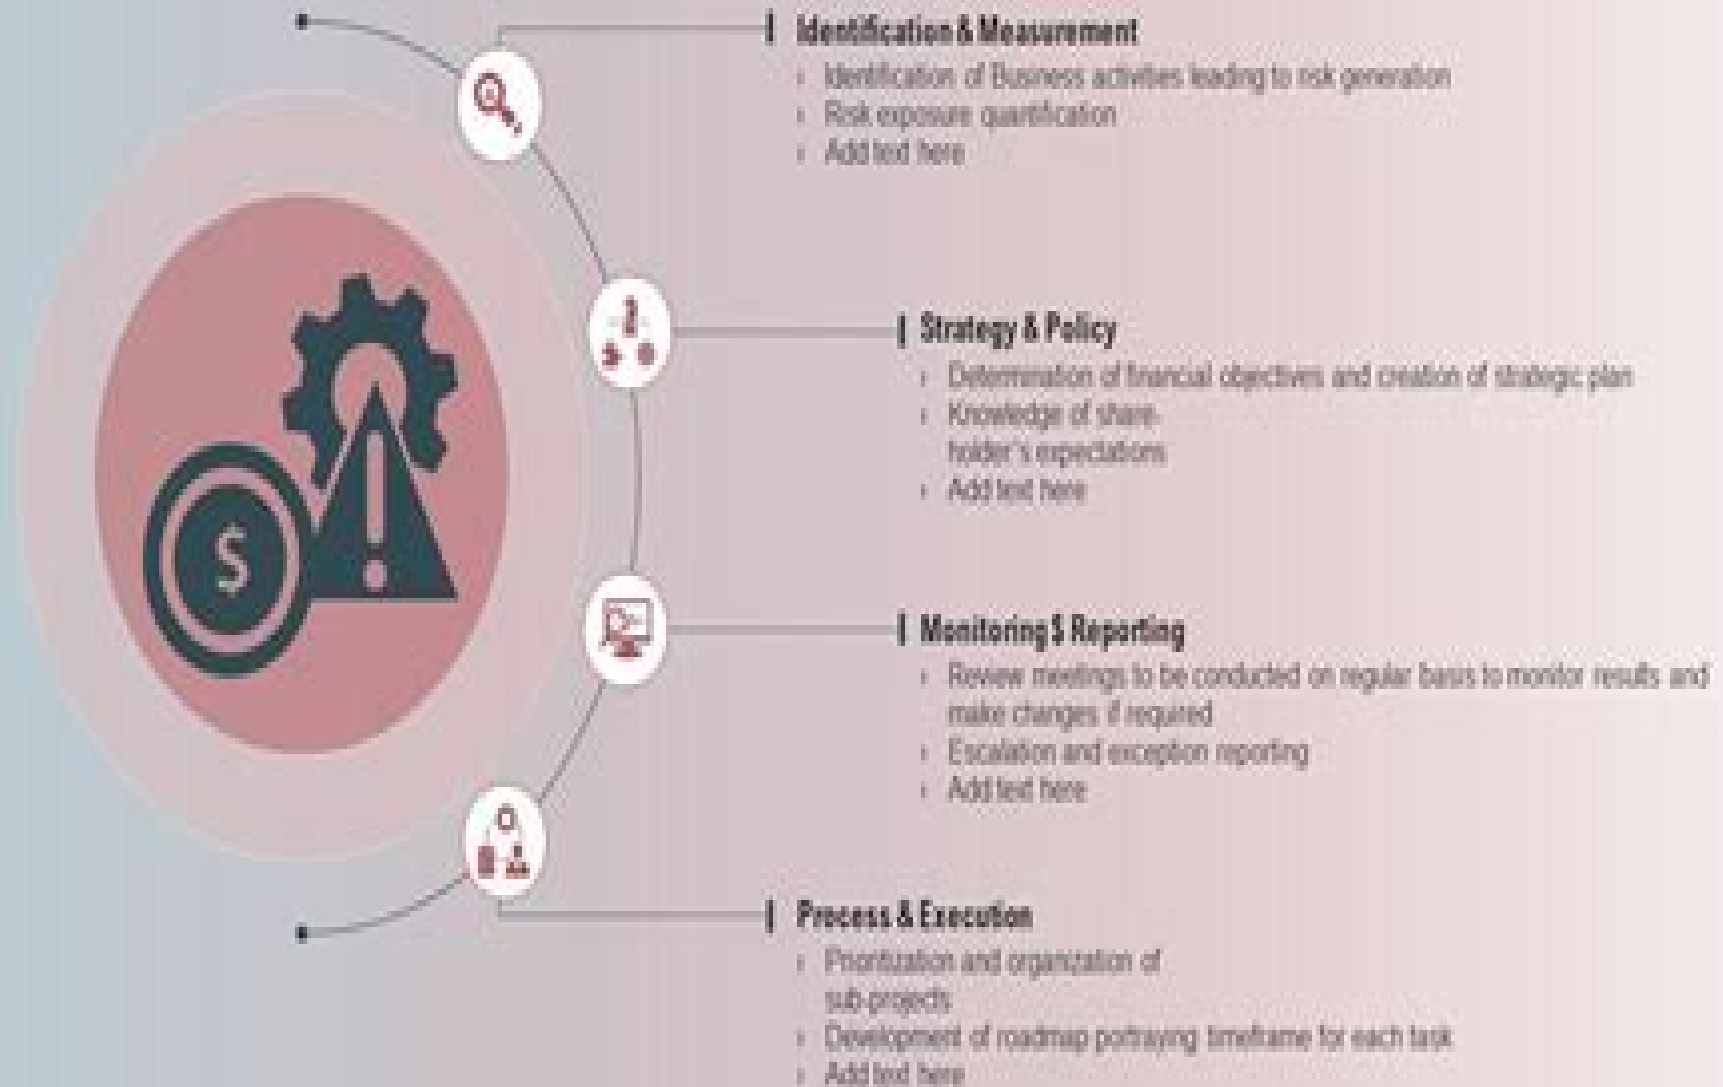 Identification & Measurement
Identification of Business activities leading to risk generation
Risk exposure quantification
Add text here
Strategy & Policy
Determination of financial objectives and creation of strategic plan
Knowledge of share-
holder's expectations
Add text here
Monitoring $ Reporting
Review meetings to be conducted on regular basis to monitor results and
make changes if required
Escalation and exception reporting
Add text here
Process & Execution
Prioritization and organization of
sub-projects
Development of roadmap portraying timeframe for each task
Add text here
$